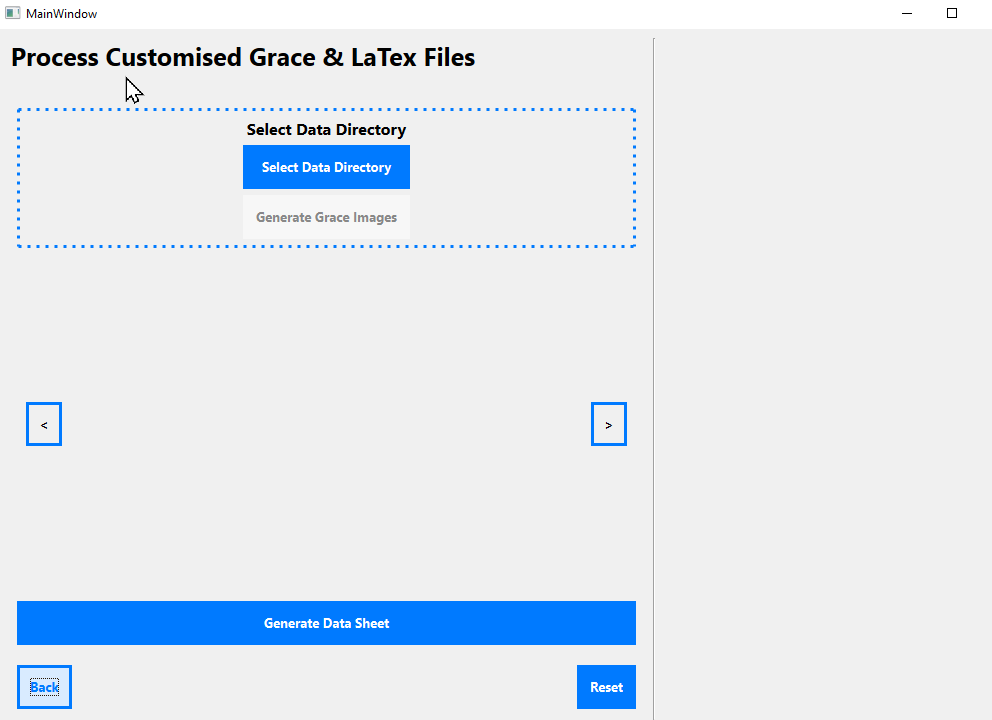 MainWindow
Process Customised Grace & LaTex Files
Select Data Directory
Select Data Directory
Generate Grace Images
<
>
Generate Data Sheet
Back
Reset